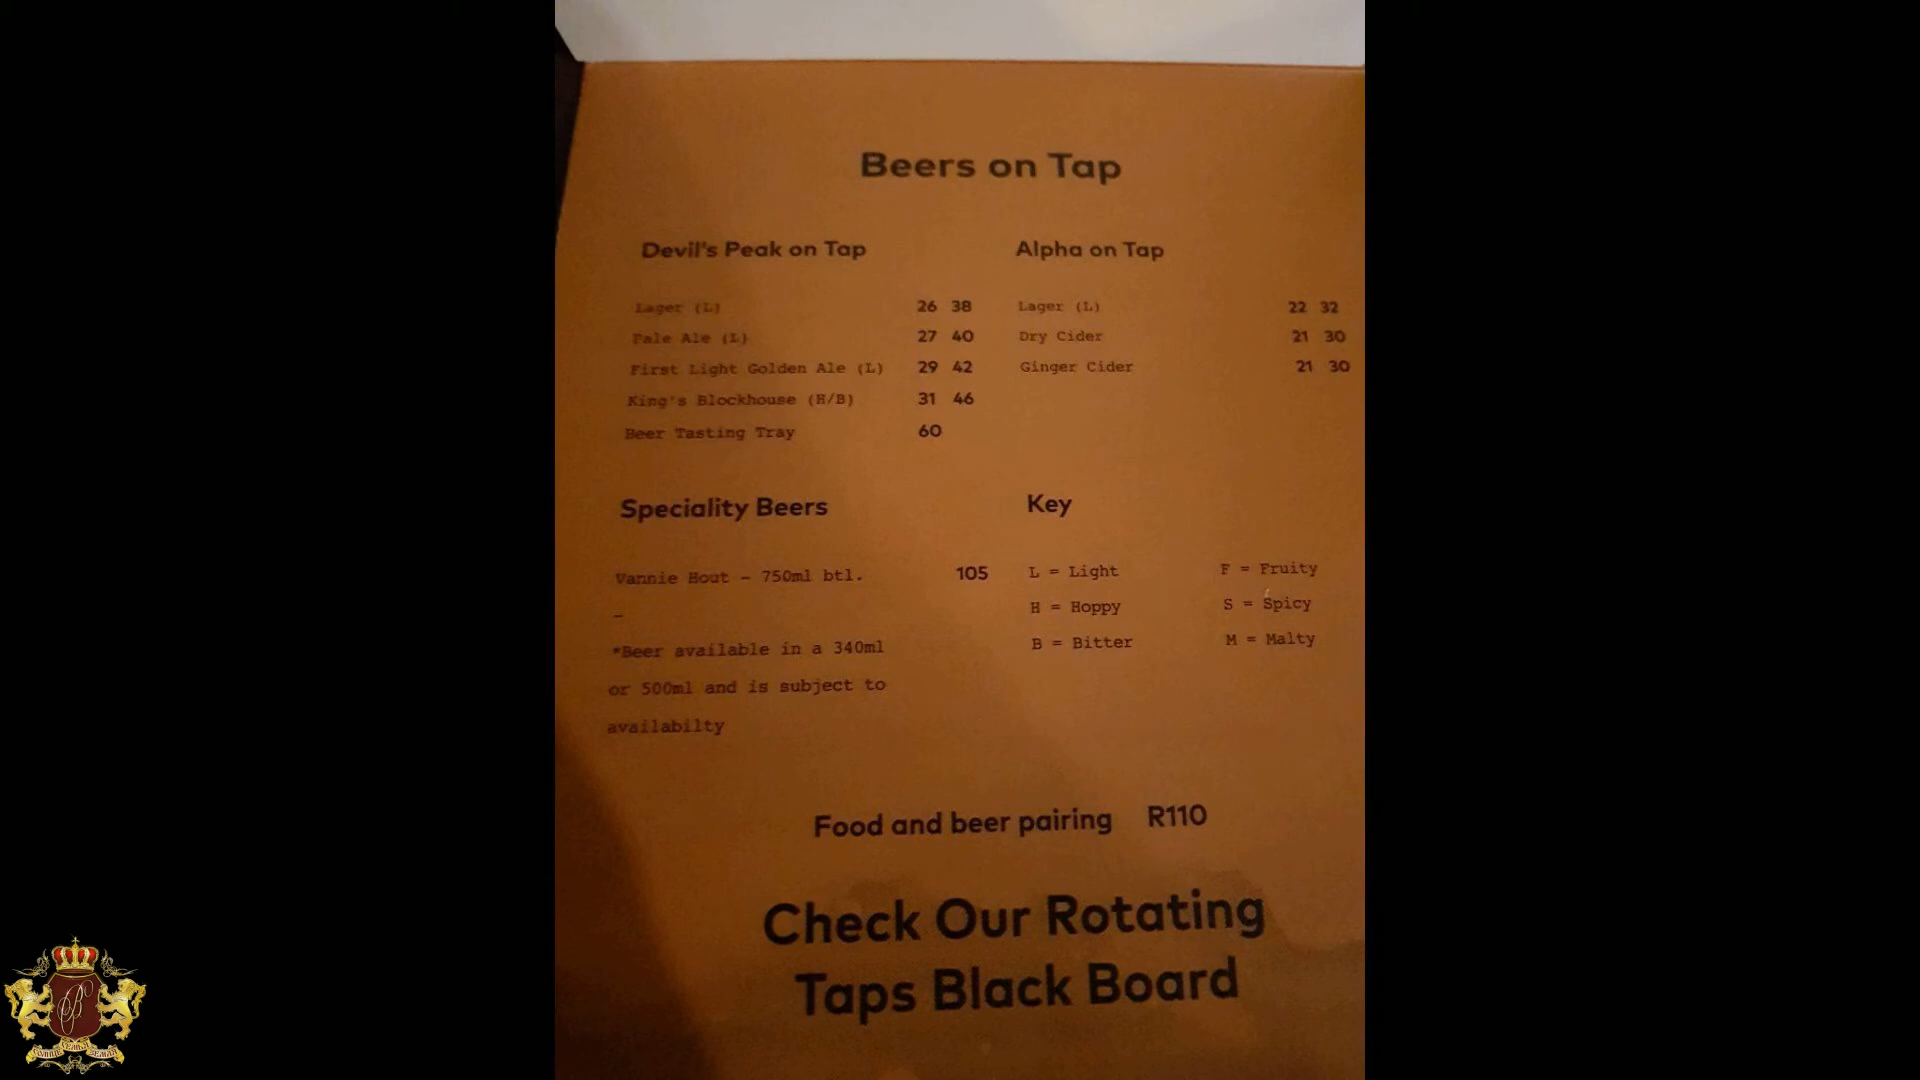 Beers on Tap
Devil's Peak on Tap
Lager (L) 26 38
Pale Ale (L) 27 40
First Light Golden Ale (L) 29 42
King's Blockhouse (H/B) 31 46
Beer Tasting Tray 60
Alpha on Tap
Lager (L) 22 32
Dry Cider 21 30
Ginger Cider 21 30
Speciality Beers
Vannie Hout - 750ml btl. 105
-
*Beer available in a 340ml
or 500ml and is subject to
availabilty
Key
L = Light F = Fruity
H = Hoppy S = Spicy
B = Bitter M = Malty
Food and beer pairing R110
Check Our Rotating
Taps Black Board